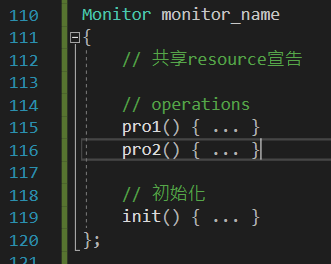 110 Monitor monitor_name
111 {
112 // 共享resource宣告
113
114 // operations
115 pro1() { ... }
116 pro2() { ... }
117
118 // 初始化
119 init() { ... }
120 };
121